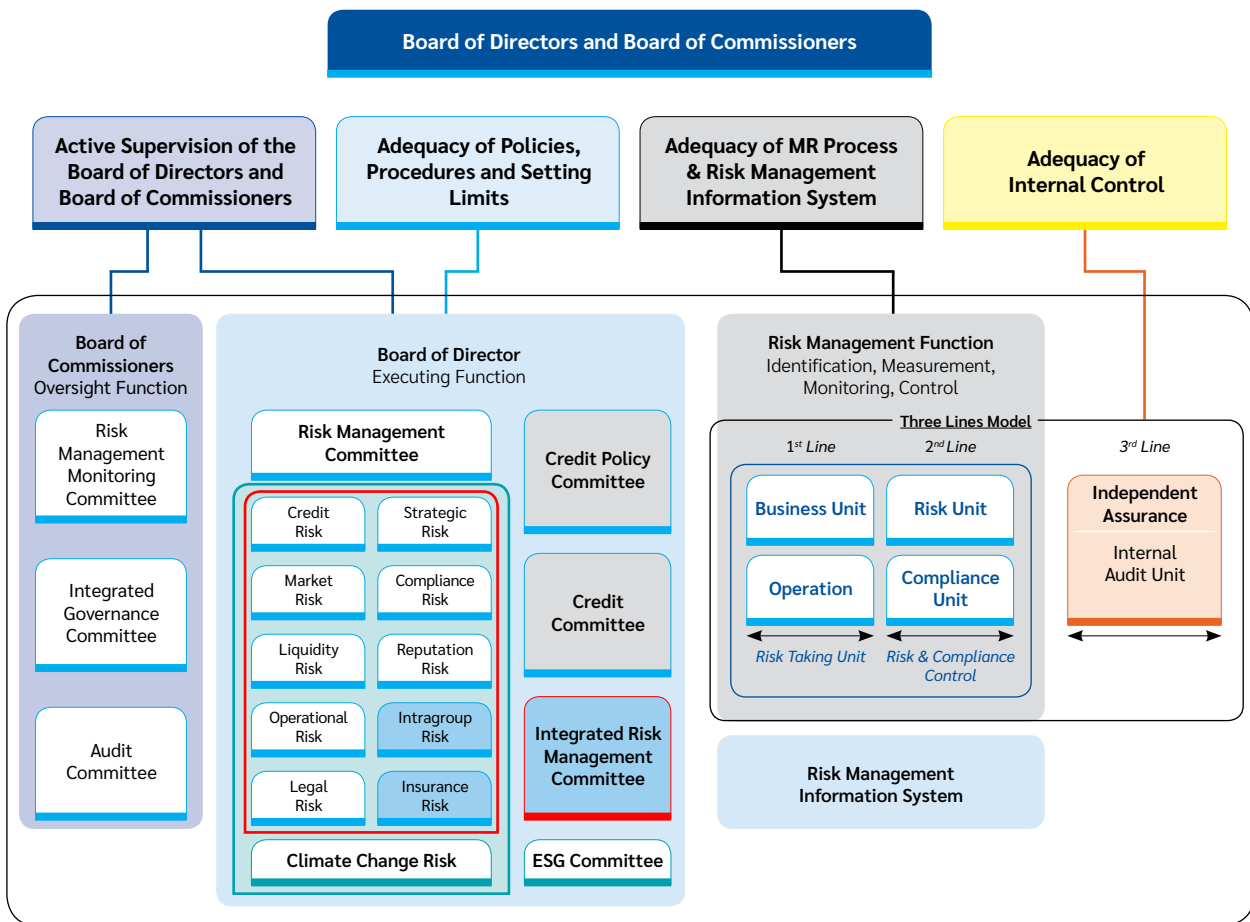 Board of Directors and Board of Commissioners
Active Supervision of the
Board of Directors and
Board of Commissioners
Adequacy of Policies,
Procedures and Setting
Limits
Adequacy of MR Process
& Risk Management
Information System
Adequacy of
Internal Control
Board of
Commissioners
Oversight Function
Risk
Management
Monitoring
Committee
Integrated
Governance
Committee
Audit
Committee
Board of Director
Executing Function
Risk Management
Committee
Credit
Risk
Strategic
Risk
Market
Risk
Compliance
Risk
Liquidity
Risk
Reputation
Risk
Operational
Risk
Intragroup
Risk
Legal
Risk
Insurance
Risk
Climate Change Risk
Credit Policy
Committee
Credit
Committee
Integrated Risk
Management
Committee
ESG Committee
Risk Management Function
Identification, Measurement,
Monitoring, Control
Three Lines Model
1st Line
2nd Line
3rd Line
Business Unit
Risk Unit
Operation
Compliance
Unit
Risk Taking Unit
Risk & Compliance
Control
Independent
Assurance
Internal
Audit Unit
Risk Management
Information System